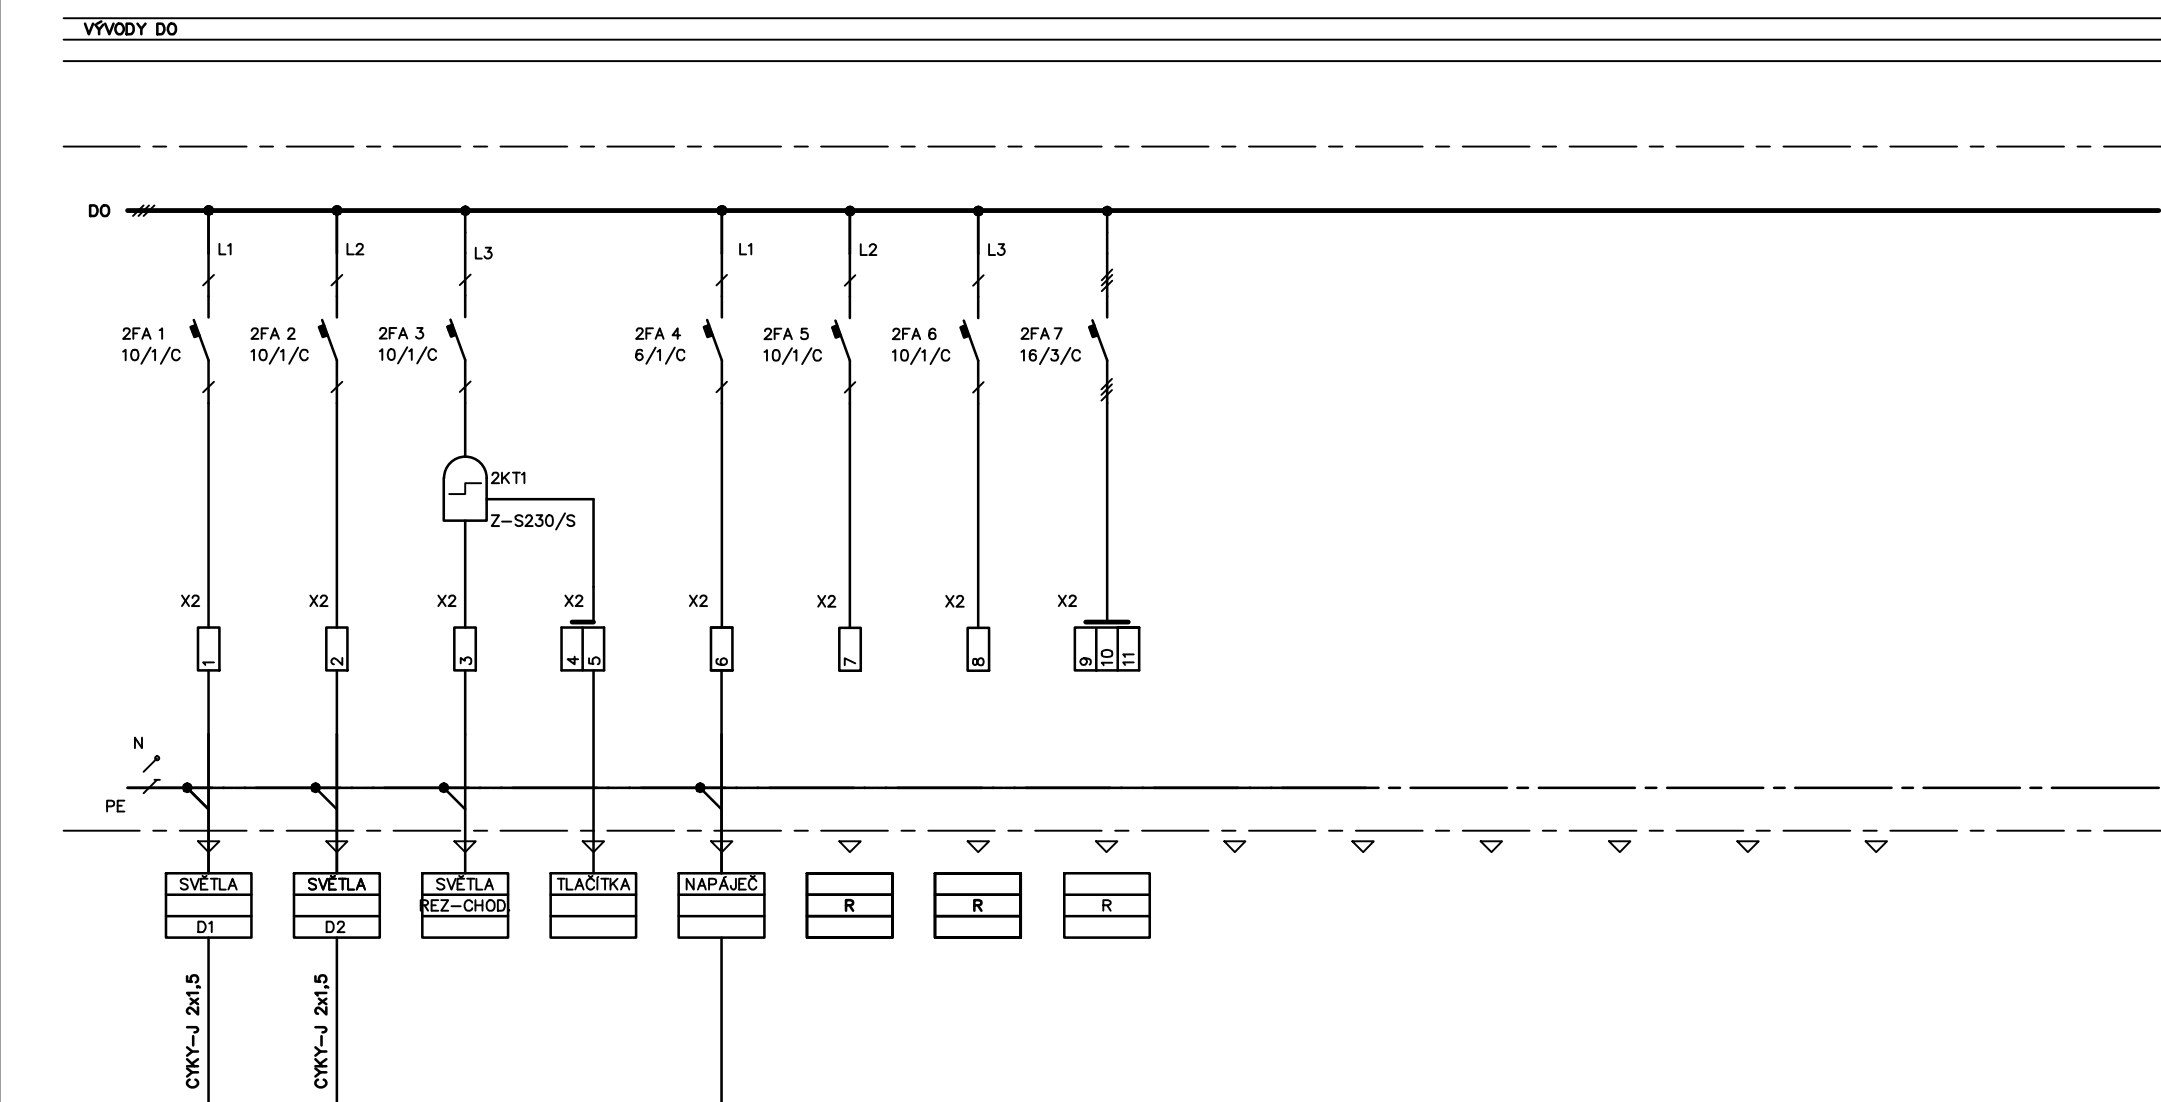 VÝVODY DO
DO
L1
L2
L3
L1
L2
L3
2FA 1
10/1/C
2FA 2
10/1/C
2FA 3
10/1/C
2FA 4
6/1/C
2FA 5
10/1/C
2FA 6
10/1/C
2FA 7
16/3/C
2KT1
Z-S230/S
X2
X2
X2
X2
X2
X2
X2
X2
1
2
3
4
5
6
7
8
9
10
11
N
PE
SVĚTLA
D1
SVĚTLA
D2
SVĚTLA
REZ-CHOD.
TLAČÍTKA
NAPÁJEČ
R
R
R
CYKY-J 2x1,5
CYKY-J 2x1,5